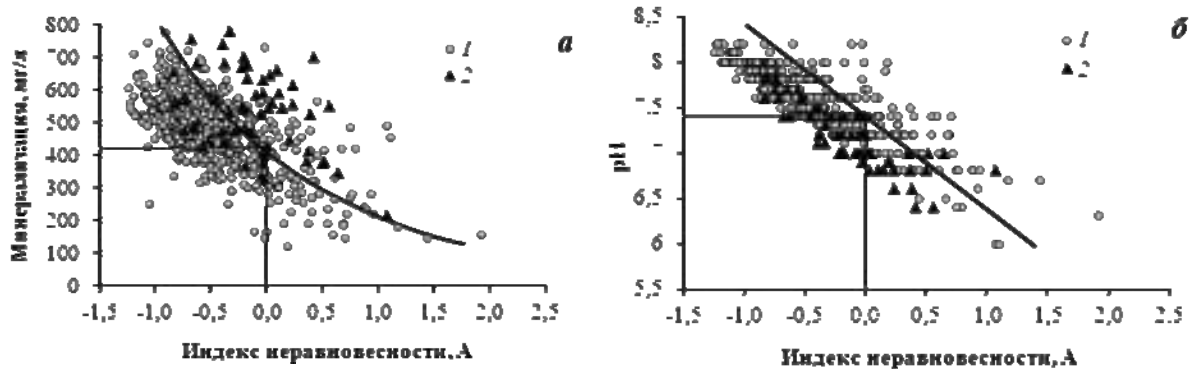 800
700
600
500
400
300
200
100
0
-1,5 -1,0 -0,5 0,0 0,5 1,0 1,5 2,0 2,5
Минерализация, мг/л
Индекс неравновесности, А
1
2
а
8,5
8
7,5
7
6,5
6
5,5
-1,5 -1,0 -0,5 0,0 0,5 1,0 1,5 2,0 2,5
pH
Индекс неравновесности, А
1
2
б